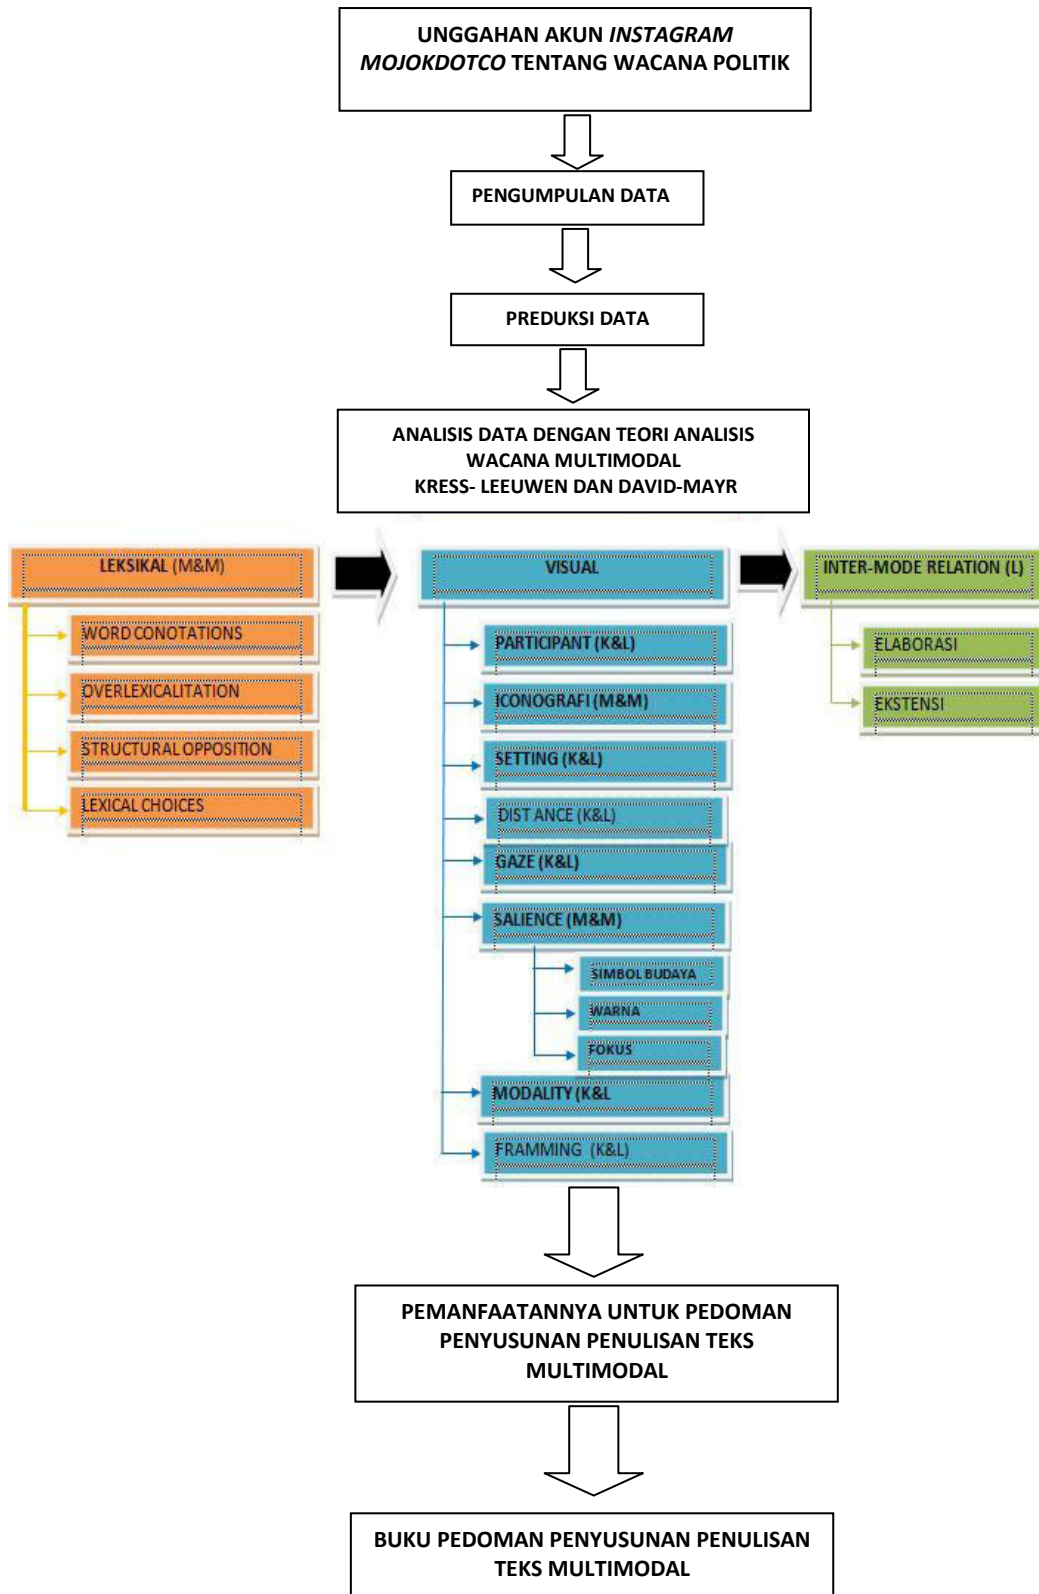 UNGGAHAN AKUN INSTAGRAM
MOJOKDOTCO TENTANG WACANA POLITIK
PENGUMPULAN DATA
PREDUKSI DATA
ANALISIS DATA DENGAN TEORI ANALISIS
WACANA MULTIMODAL
KRESS- LEEUWEN DAN DAVID-MAYR
LEKSIKAL (M&M)
WORD CONOTATIONS
OVERLEXICALITATION
STRUCTURAL OPPOSITION
LEXICAL CHOICES
VISUAL
PARTICIPANT (K&L)
ICONOGRAFI (M&M)
SETTING (K&L)
DIST ANCE (K&L)
GAZE (K&L)
SALIENCE (M&M)
SIMBOL BUDAYA
WARNA
FOKUS
MODALITY (K&L
FRAMMING (K&L)
INTER-MODE RELATION (L)
ELABORASI
EKSTENSI
PEMANFAATANNYA UNTUK PEDOMAN
PENYUSUNAN PENULISAN TEKS
MULTIMODAL
BUKU PEDOMAN PENYUSUNAN PENULISAN
TEKS MULTIMODAL